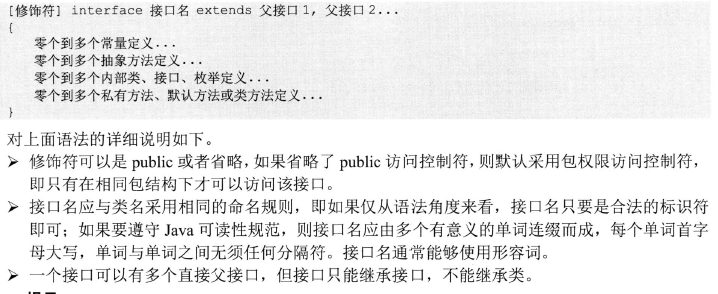 [修饰符] interface 接口名 extends 父接口1, 父接口2...
{
零个到多个常量定义...
零个到多个抽象方法定义...
零个到多个内部类、接口、枚举定义...
零个到多个私有方法、默认方法或类方法定义...
}
对上面语法的详细说明如下。
➢ 修饰符可以是 public 或者省略,如果省略了 public 访问控制符,则默认采用包权限访问控制符,
即只有在相同包结构下才可以访问该接口。
➢ 接口名应与类名采用相同的命名规则,即如果仅从语法角度来看,接口名只要是合法的标识符
即可;如果要遵守 Java 可读性规范,则接口名应由多个有意义的单词连缀而成,每个单词首字
母大写,单词与单词之间无须任何分隔符。接口名通常能够使用形容词。
➢ 一个接口可以有多个直接父接口,但接口只能继承接口,不能继承类。